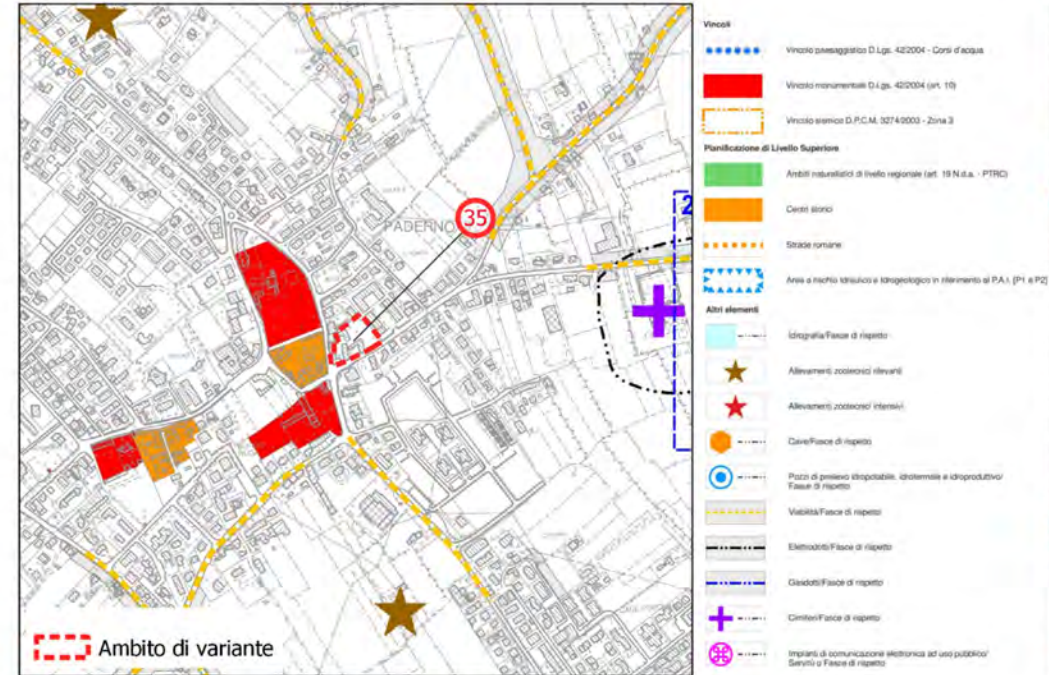 PADERNO
35
2
Ambito di variante
Vincoli
Vincolo paesaggistico D.Lgs. 42/2004 - Corsi d'acqua
Vincolo monumentale D.Lgs. 42/2004 (art. 10)
Vincolo sismico D.P.C.M. 3274/2003 - Zona 3
Pianificazione di Livello Superiore
Ambiti naturalistici di livello regionale (art. 19 N.d.a. - PTRC)
Centri storici
Strade romane
Area a rischio idraulico e idrogeologico in riferimento al P.A.I. [P1 e P2]
Altri elementi
Idrografia/Fasce di rispetto
Allevamenti zootecnici rilevanti
Allevamenti zootecnici intensivi
Cave/Fasce di rispetto
Pozzi di prelievo idropotabile, idrotermale e idroproduttivo/
Fasce di rispetto
Viabilità/Fasce di rispetto
Elettrodotti/Fasce di rispetto
Gasdotti/Fasce di rispetto
Cimiteri/Fasce di rispetto
Impianti di comunicazione elettronica ad uso pubblico/
Servitù o Fasce di rispetto